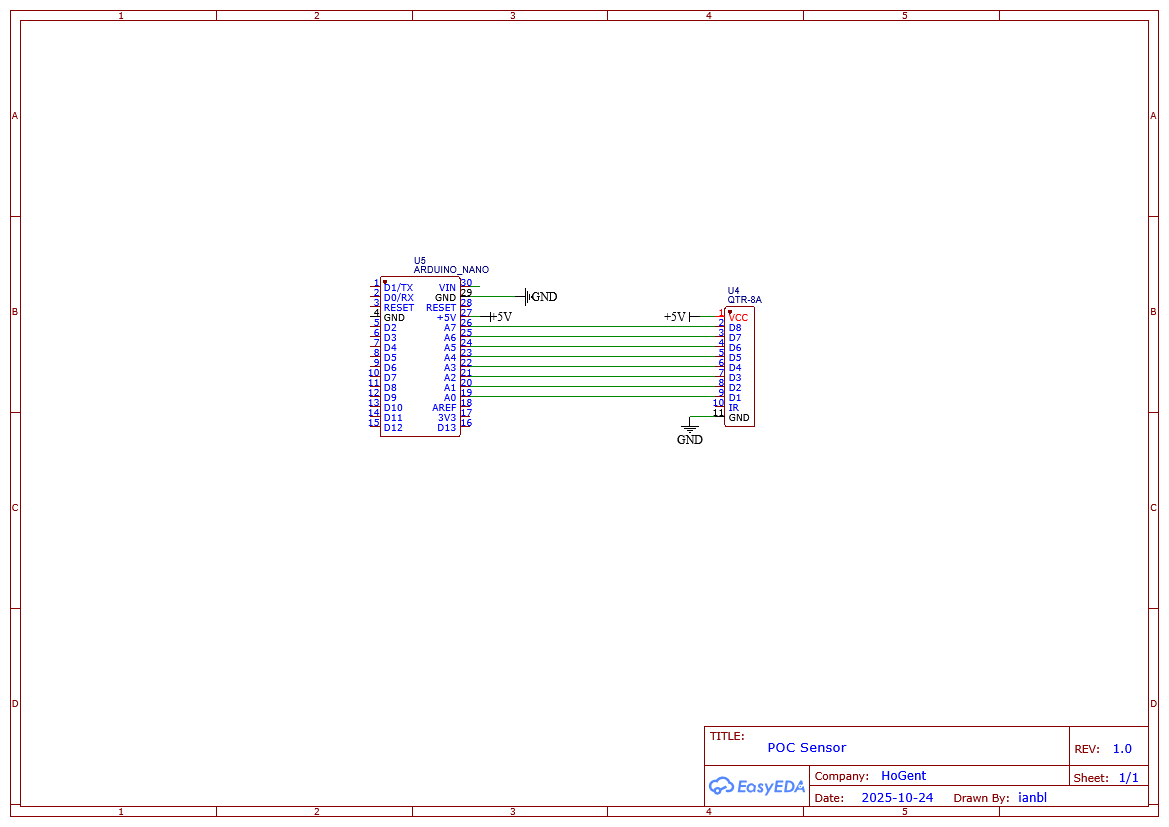 1 2 3 4 5
A A
B B
C C
D D
U5
ARDUINO_NANO
1 D1/TX VIN 30
2 D0/RX GND 29
3 RESET RESET 28
4 GND +5V 27
5 D2 A7 26
6 D3 A6 25
7 D4 A5 24
8 D5 A4 23
9 D6 A3 22
10 D7 A2 21
11 D8 A1 20
12 D9 A0 19
13 D10 AREF 18
14 D11 3V3 17
15 D12 D13 16
GND
+5V
+5V
U4
QTR-8A
1 VCC
2 D8
3 D7
4 D6
5 D5
6 D4
7 D3
8 D2
9 D1
10 IR
11 GND
GND
TITLE:
POC Sensor
REV: 1.0
EasyEDA
Company: HoGent
Sheet: 1/1
Date: 2025-10-24 Drawn By: ianbl
1 2 3 4 5